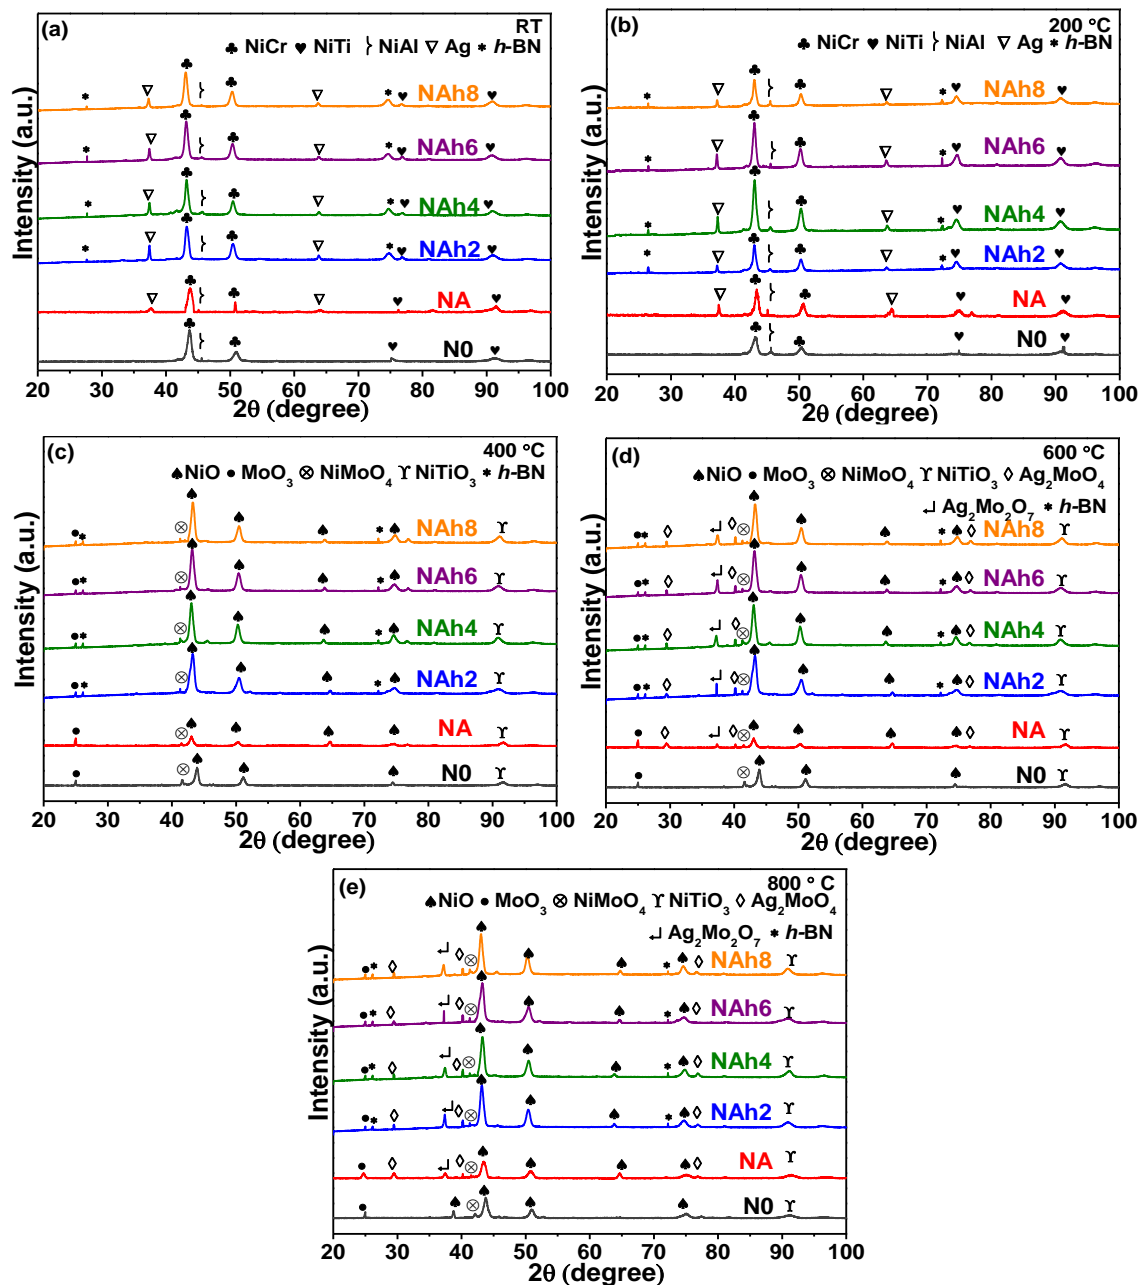 (a) RT
♣ NiCr ♥ NiTi } NiAl ▽ Ag * h-BN
NAh8
NAh6
NAh4
NAh2
NA
N0
Intensity (a.u.)
20 30 40 50 60 70 80 90 100
2θ (degree)
(b) 200 °C
♣ NiCr ♥ NiTi } NiAl ▽ Ag * h-BN
NAh8
NAh6
NAh4
NAh2
NA
N0
Intensity (a.u.)
20 30 40 50 60 70 80 90 100
2θ (degree)
(c) 400 °C
♠ NiO ● MoO₃ ⊗ NiMoO₄ ϒ NiTiO₃ * h-BN
NAh8
NAh6
NAh4
NAh2
NA
N0
Intensity (a.u.)
20 30 40 50 60 70 80 90 100
2θ (degree)
(d) 600 °C
♠NiO ● MoO₃ ⊗ NiMoO₄ ϒ NiTiO₃ ◊ Ag₂MoO₄
↲ Ag₂Mo₂O₇ * h-BN
NAh8
NAh6
NAh4
NAh2
NA
N0
Intensity (a.u.)
20 30 40 50 60 70 80 90 100
2θ (degree)
(e) 800 ° C
♠NiO ● MoO₃ ⊗ NiMoO₄ ϒ NiTiO₃ ◊ Ag₂MoO₄
↲ Ag₂Mo₂O₇ * h-BN
NAh8
NAh6
NAh4
NAh2
NA
N0
Intensity (a.u.)
20 30 40 50 60 70 80 90 100
2θ (degree)